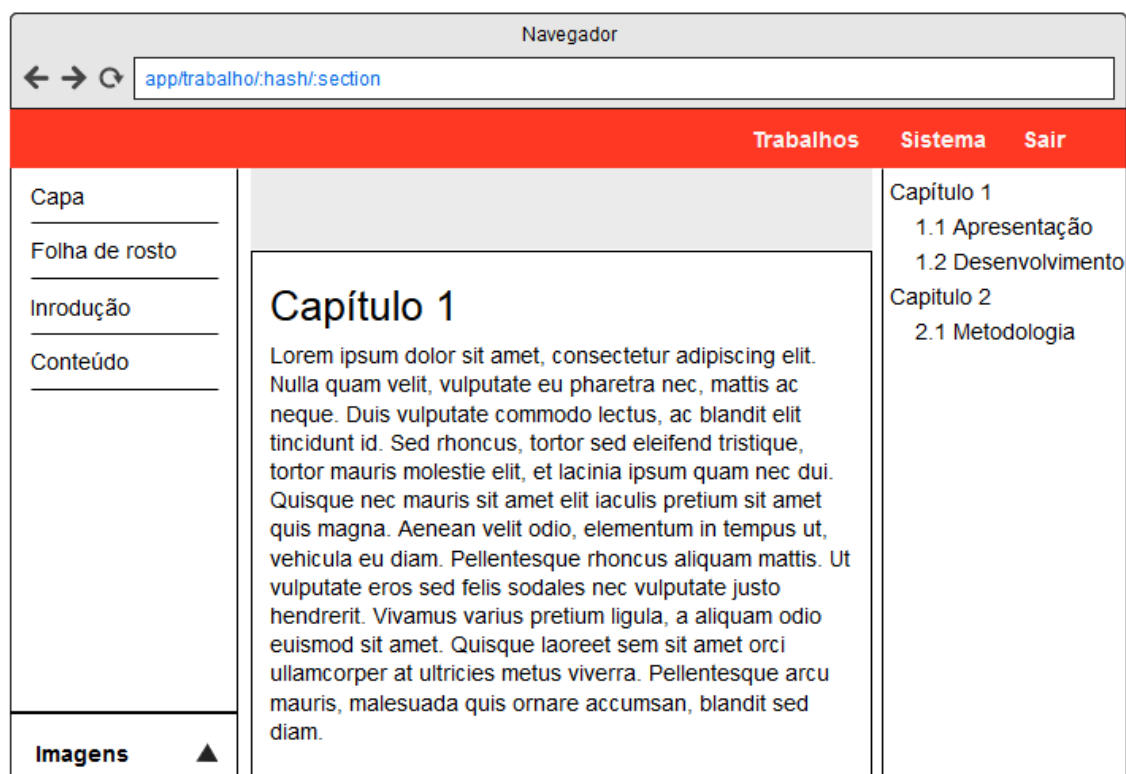 Navegador
app/trabalho/:hash/:section
Trabalhos Sistema Sair
Capa
Folha de rosto
Inrodução
Conteúdo
Imagens
Capítulo 1
Lorem ipsum dolor sit amet, consectetur adipiscing elit.
Nulla quam velit, vulputate eu pharetra nec, mattis ac
neque. Duis vulputate commodo lectus, ac blandit elit
tincidunt id. Sed rhoncus, tortor sed eleifend tristique,
tortor mauris molestie elit, et lacinia ipsum quam nec dui.
Quisque nec mauris sit amet elit iaculis pretium sit amet
quis magna. Aenean velit odio, elementum in tempus ut,
vehicula eu diam. Pellentesque rhoncus aliquam mattis. Ut
vulputate eros sed felis sodales nec vulputate justo
hendrerit. Vivamus varius pretium ligula, a aliquam odio
euismod sit amet. Quisque laoreet sem sit amet orci
ullamcorper at ultricies metus viverra. Pellentesque arcu
mauris, malesuada quis ornare accumsan, blandit sed
diam.
Capítulo 1
1.1 Apresentação
1.2 Desenvolvimento
Capitulo 2
2.1 Metodologia